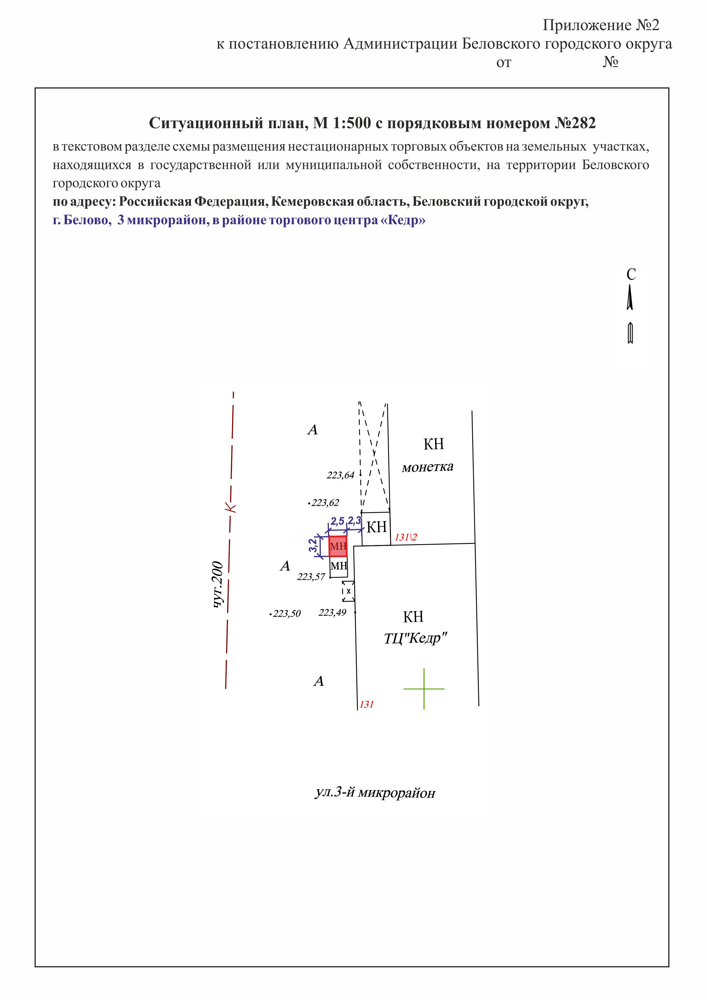 Приложение №2
к постановлению Администрации Беловского городского округа
от №
Ситуационный план, М 1:500 с порядковым номером №282
в текстовом разделе схемы размещения нестационарных торговых объектов на земельных участках,
находящихся в государственной или муниципальной собственности, на территории Беловского
городского округа
по адресу: Российская Федерация, Кемеровская область, Беловский городской округ,
г. Белово, 3 микрорайон, в районе торгового центра «Кедр»
С
А
КН
монетка
223,64
223,62
К
2,5
2,3
КН
131\2
3,2
МН
МН
А
чуг.200
223,57
х
223,50
223,49
КН
ТЦ"Кедр"
А
131
ул.3-й микрорайон